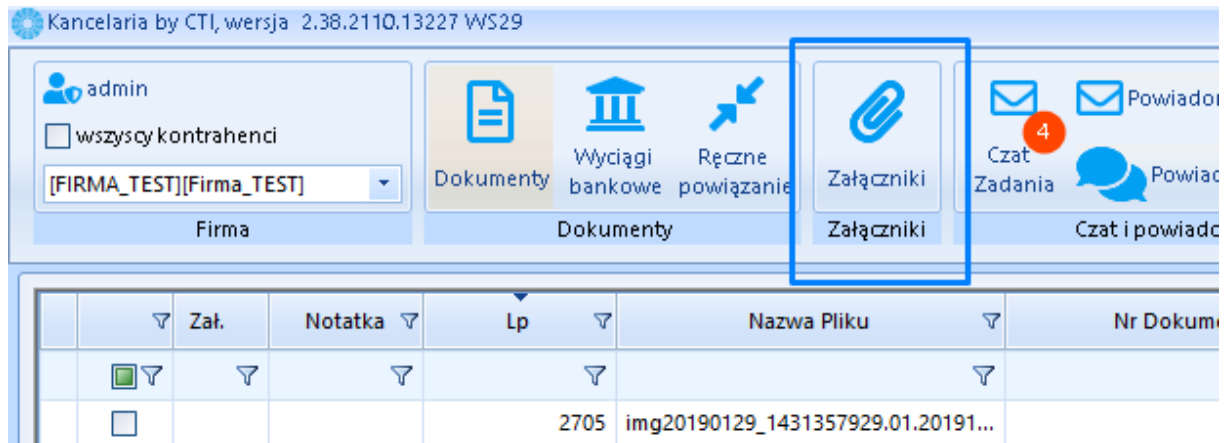 Kancelaria by CTI, wersja 2.38.2110.13227 WS29
admin
wszyscy kontrahenci
[FIRMA_TEST][Firma_TEST]
Firma
Dokumenty
Wyciągi
bankowe
Ręczne
powiązanie
Dokumenty
Załączniki
Załączniki
4
Czat
Zadania
Powiador
Powiad
Czat i powiado
Zał.
Notatka
Lp
Nazwa Pliku
Nr Dokume
2705
img20190129_1431357929.01.20191...